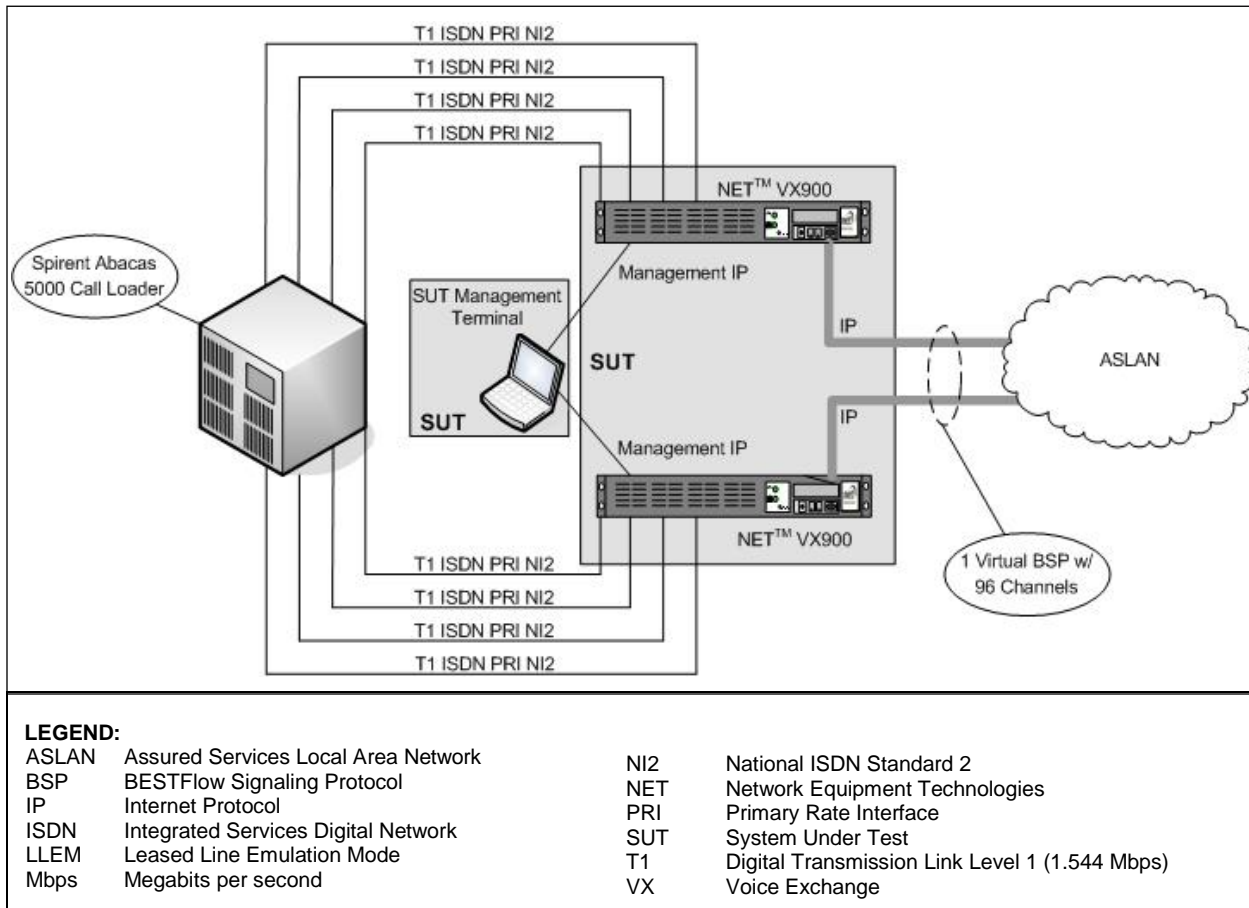 T1 ISDN PRI NI2
T1 ISDN PRI NI2
T1 ISDN PRI NI2
T1 ISDN PRI NI2
NET™ VX900
Spirent Abacas
5000 Call Loader
Management IP
SUT Management
Terminal
SUT
SUT
IP
ASLAN
IP
Management IP
NET™ VX900
1 Virtual BSP w/
96 Channels
T1 ISDN PRI NI2
T1 ISDN PRI NI2
T1 ISDN PRI NI2
T1 ISDN PRI NI2
LEGEND:
ASLAN Assured Services Local Area Network
BSP BESTFlow Signaling Protocol
IP Internet Protocol
ISDN Integrated Services Digital Network
LLEM Leased Line Emulation Mode
Mbps Megabits per second
NI2 National ISDN Standard 2
NET Network Equipment Technologies
PRI Primary Rate Interface
SUT System Under Test
T1 Digital Transmission Link Level 1 (1.544 Mbps)
VX Voice Exchange